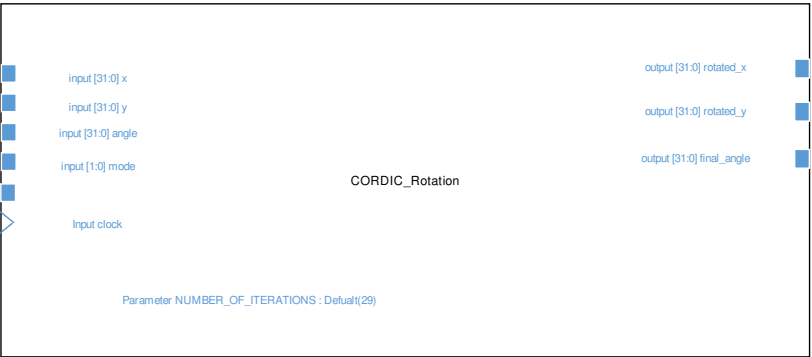 input [31:0] x
input [31:0] y
input [31:0] angle
input [1:0] mode
Input clock
output [31:0] rotated_x
output [31:0] rotated_y
output [31:0] final_angle
CORDIC_Rotation
Parameter NUMBER_OF_ITERATIONS : Defualt(29)